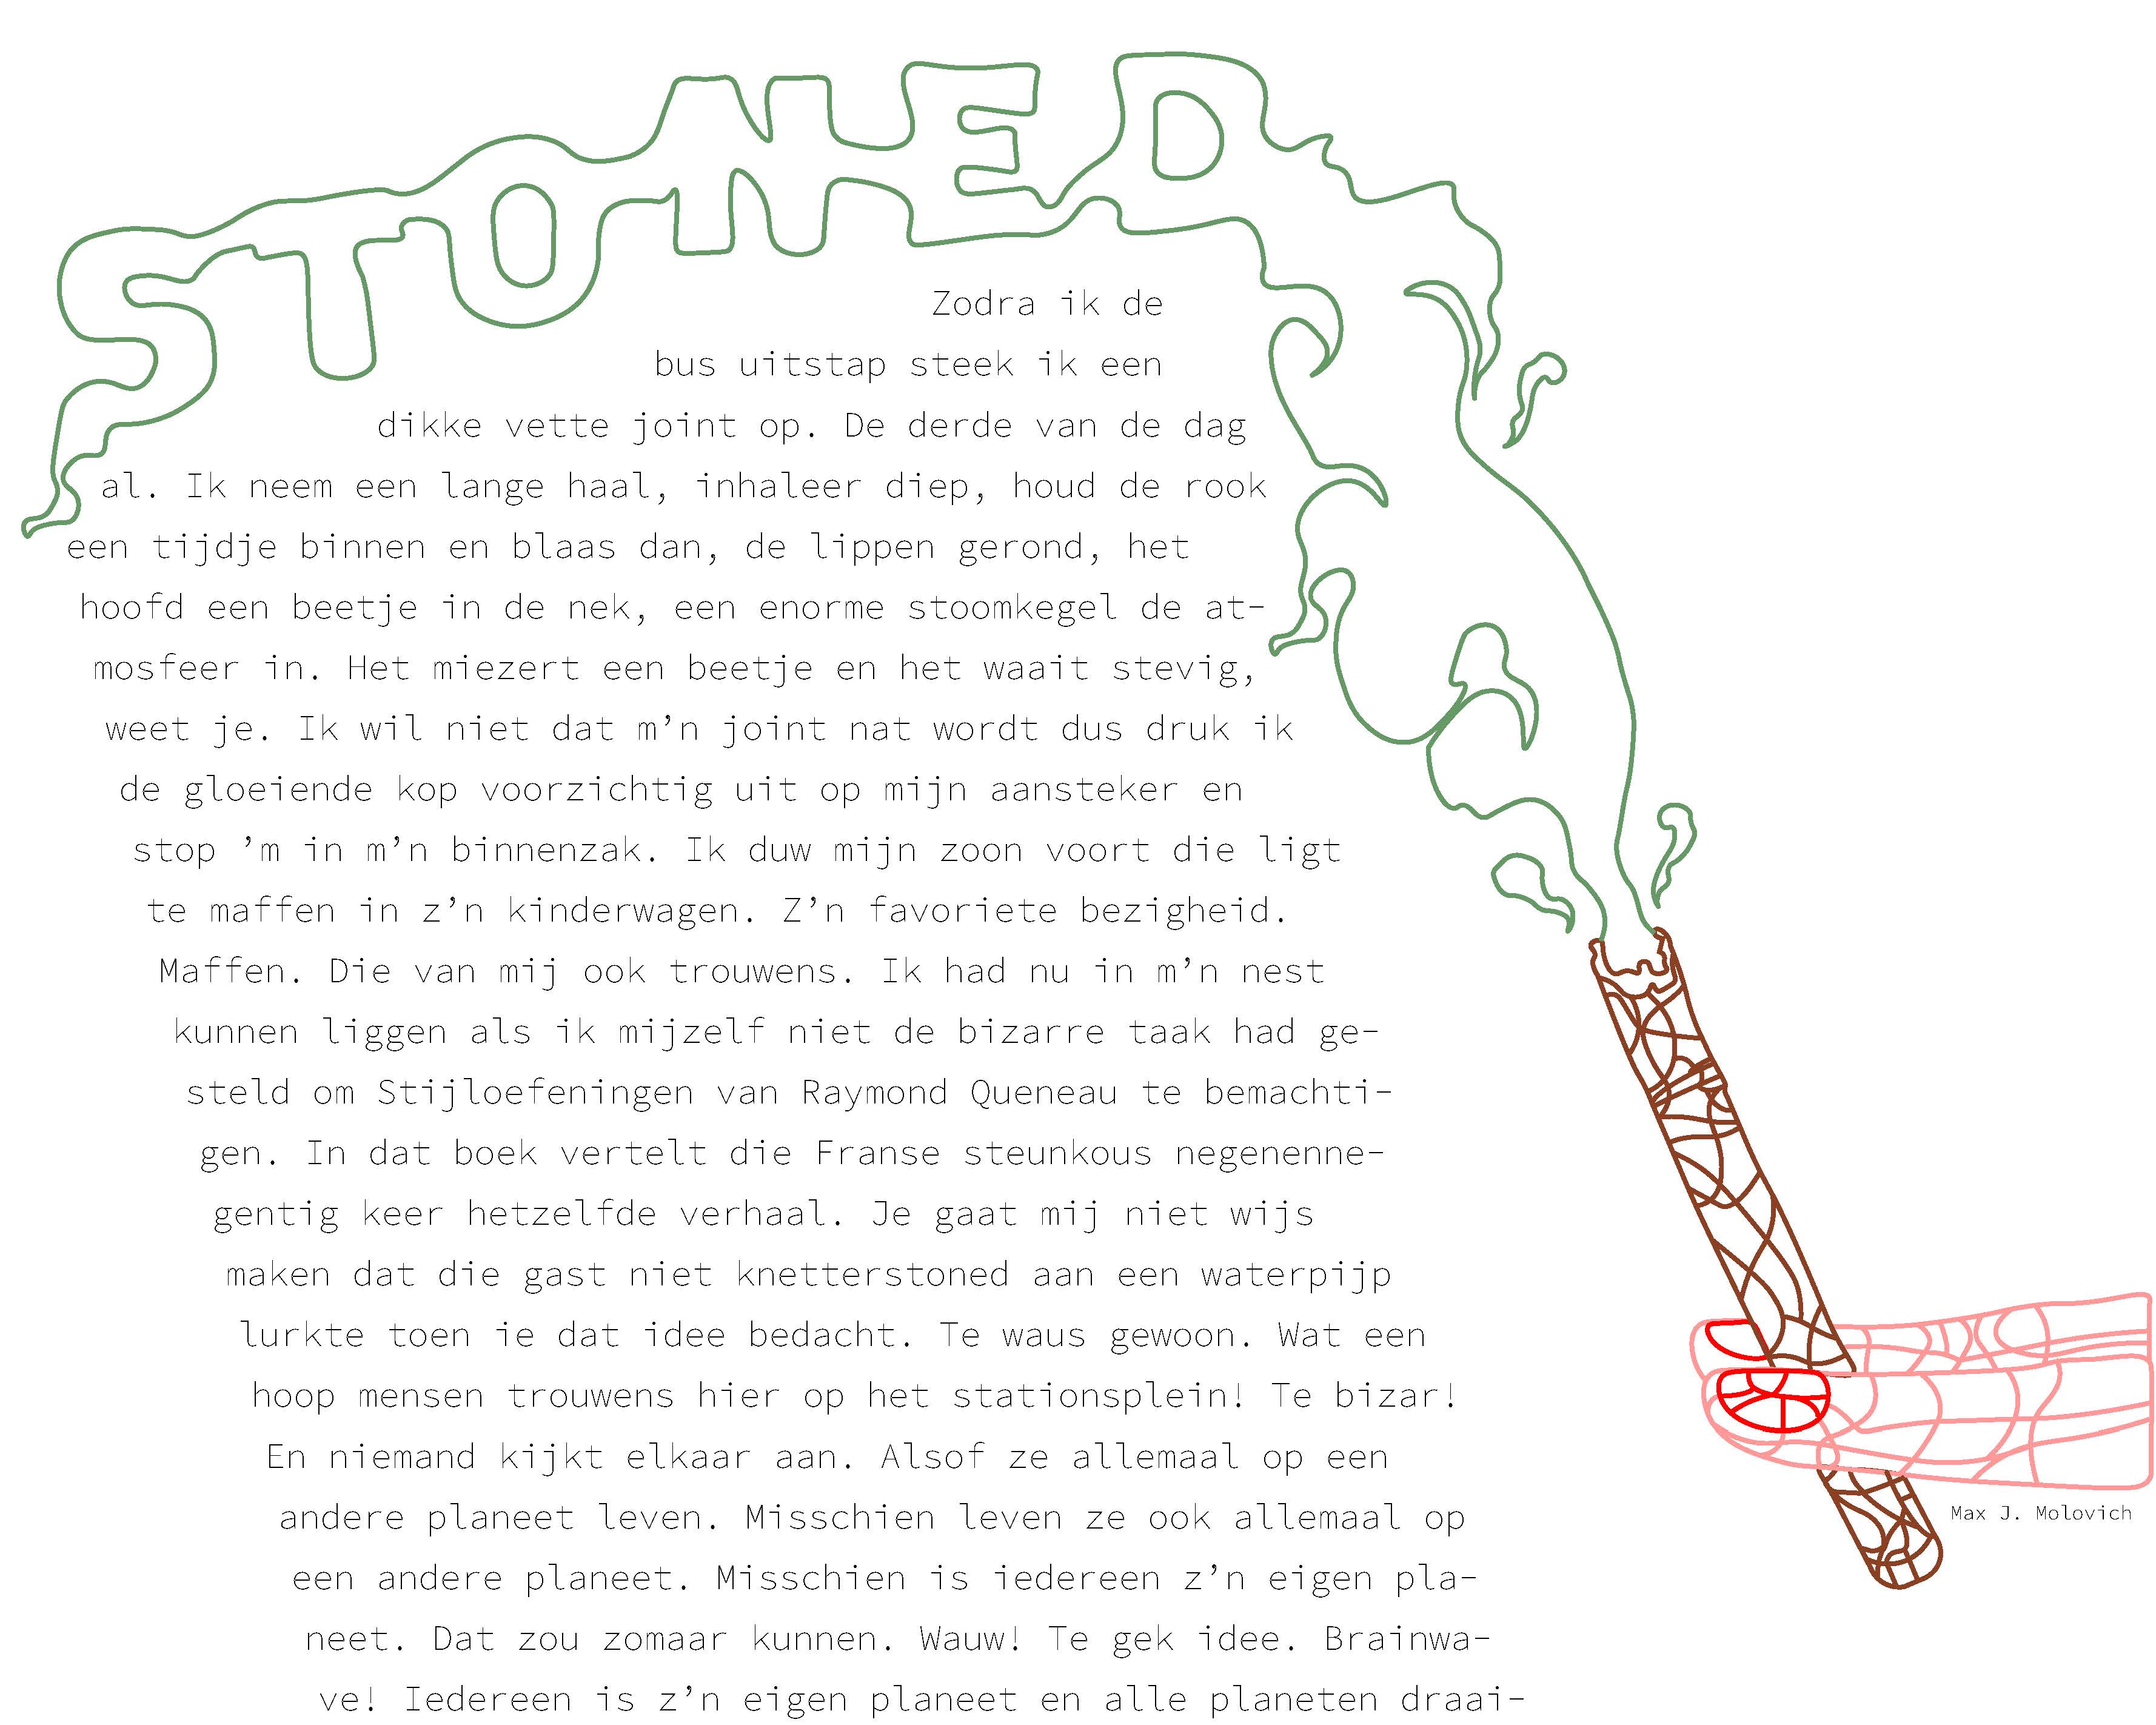 STONED
Zodra ik de
bus uitstap steek ik een
dikke vette joint op. De derde van de dag
al. Ik neem een lange haal, inhaleer diep, houd de rook
een tijdje binnen en blaas dan, de lippen gerond, het
hoofd een beetje in de nek, een enorme stoomkegel de at-
mosfeer in. Het miezert een beetje en het waait stevig,
weet je. Ik wil niet dat m’n joint nat wordt dus druk ik
de gloeiende kop voorzichtig uit op mijn aansteker en
stop ’m in m’n binnenzak. Ik duw mijn zoon voort die ligt
te maffen in z’n kinderwagen. Z’n favoriete bezigheid.
Maffen. Die van mij ook trouwens. Ik had nu in m’n nest
kunnen liggen als ik mijzelf niet de bizarre taak had ge-
steld om Stijloefeningen van Raymond Queneau te bemachti-
gen. In dat boek vertelt die Franse steunkous negenenne-
gentig keer hetzelfde verhaal. Je gaat mij niet wijs
maken dat die gast niet knetterstoned aan een waterpijp
lurkte toen ie dat idee bedacht. Te waus gewoon. Wat een
hoop mensen trouwens hier op het stationsplein! Te bizar!
En niemand kijkt elkaar aan. Alsof ze allemaal op een
andere planeet leven. Misschien leven ze ook allemaal op
een andere planeet. Misschien is iedereen z’n eigen pla-
neet. Dat zou zomaar kunnen. Wauw! Te gek idee. Brainwa-
ve! Iedereen is z’n eigen planeet en alle planeten draai-
Max J. Molovich